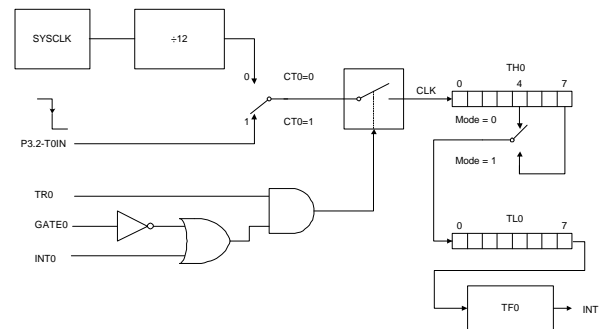 SYSCLK
÷12
0
CT0=0
1
CT0=1
P3.2-T0IN
CLK
TH0
0 4 7
Mode = 0
Mode = 1
TR0
GATE0
INT0
TL0
0 7
TF0
INT